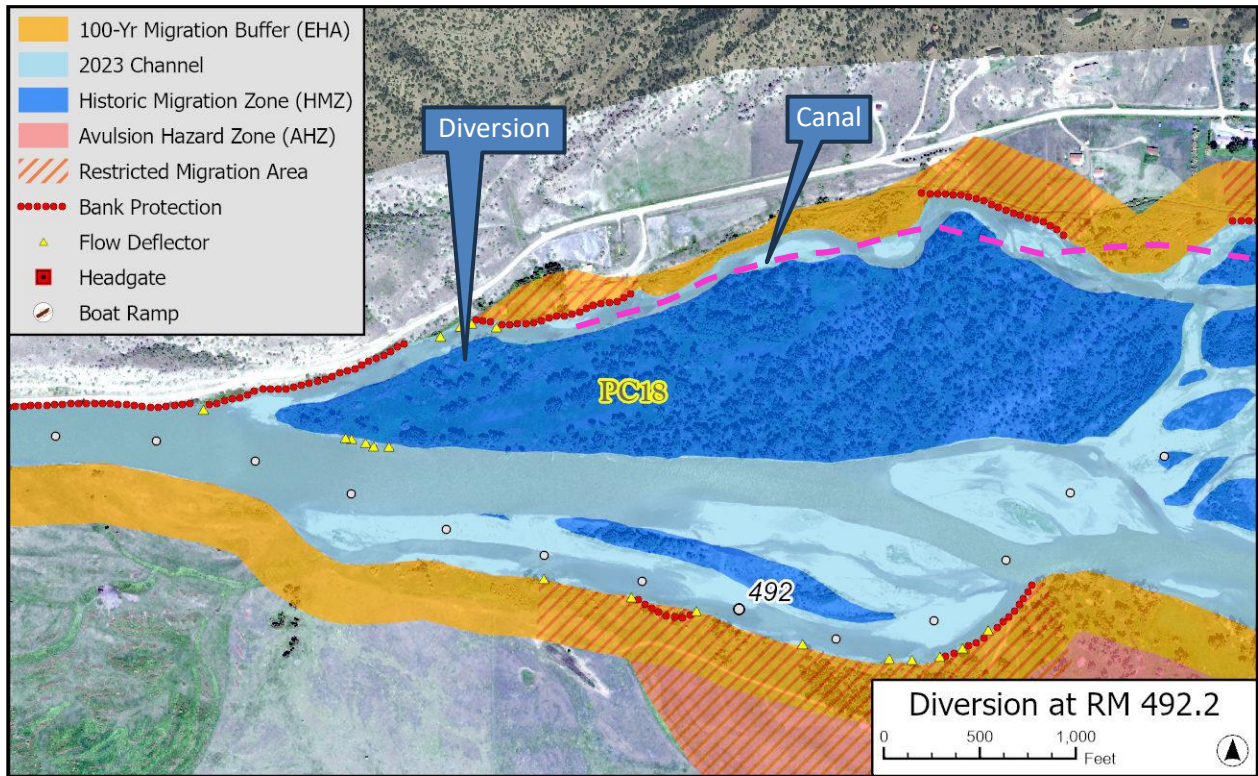 100-Yr Migration Buffer (EHA)
2023 Channel
Historic Migration Zone (HMZ)
Avulsion Hazard Zone (AHZ)
Restricted Migration Area
Bank Protection
Flow Deflector
Headgate
Boat Ramp
Diversion
Canal
PC18
492
Diversion at RM 492.2
0 500 1,000
Feet